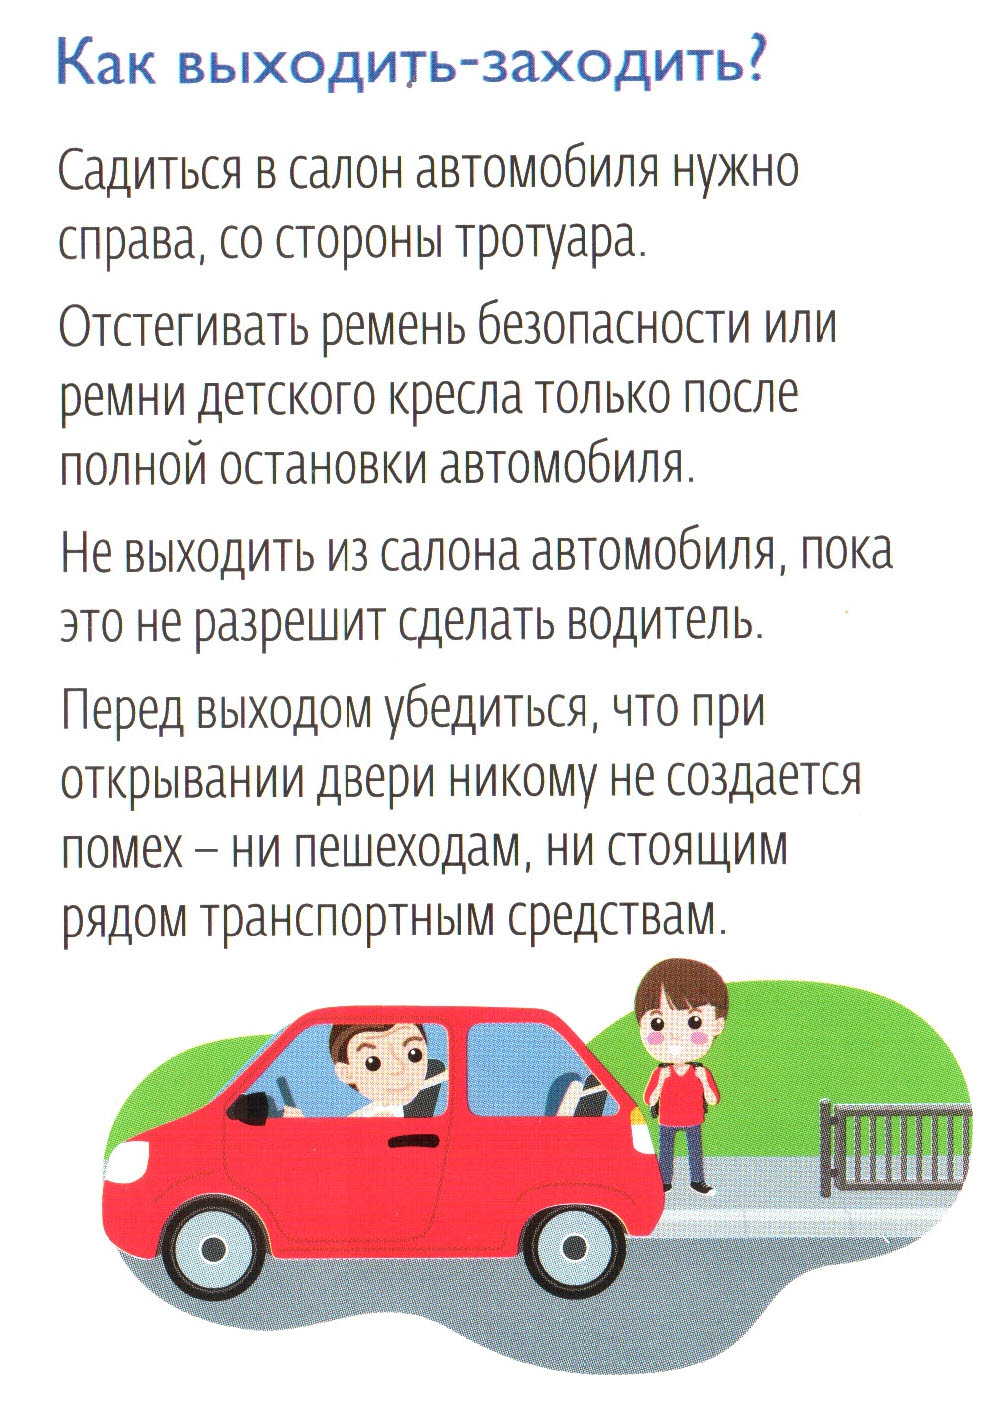 Как выходить-заходить?
Садиться в салон автомобиля нужно
справа, со стороны тротуара.
Отстегивать ремень безопасности или
ремни детского кресла только после
полной остановки автомобиля.
Не выходить из салона автомобиля, пока
это не разрешит сделать водитель.
Перед выходом убедиться, что при
открывании двери никому не создается
помех – ни пешеходам, ни стоящим
рядом транспортным средствам.